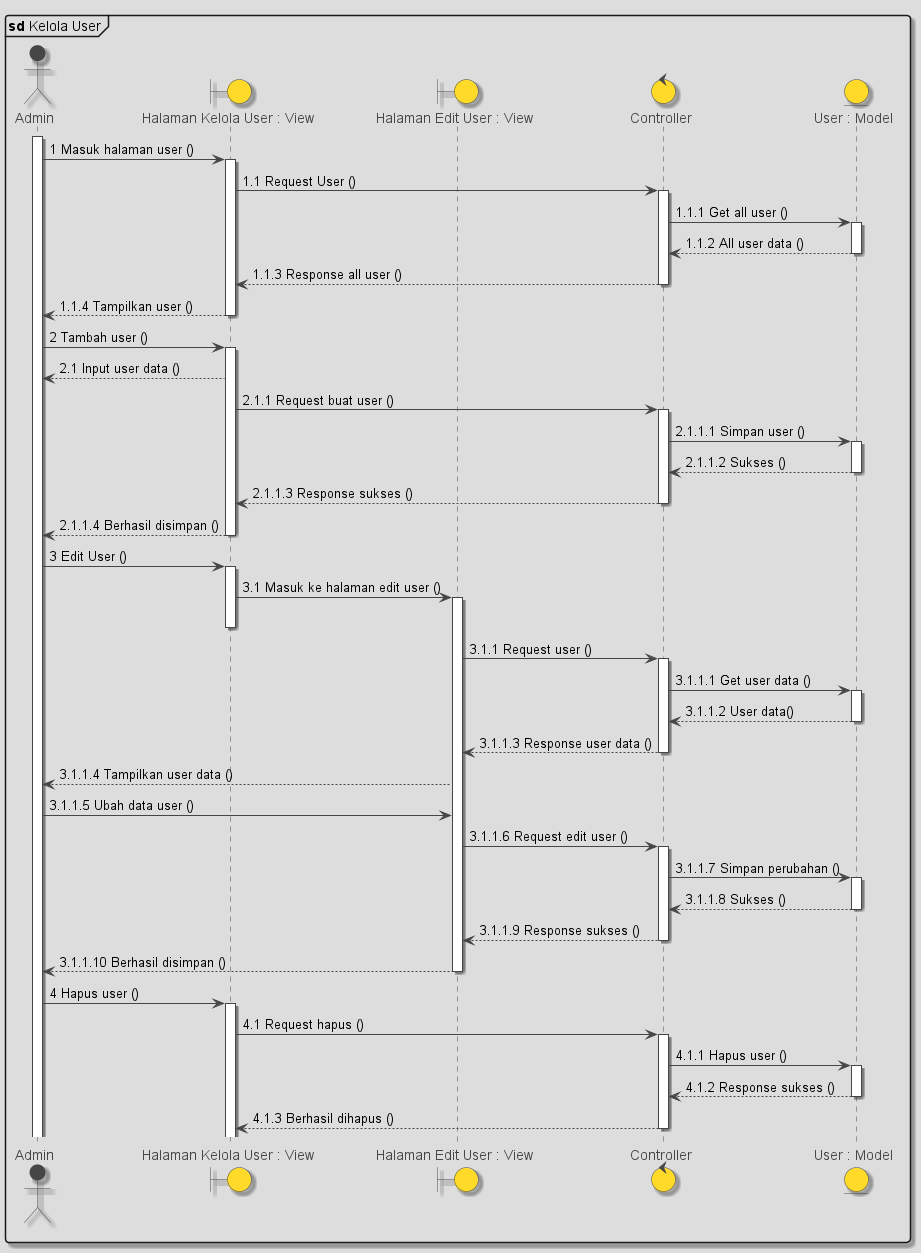 sd Kelola User
Admin
Halaman Kelola User : View
Halaman Edit User : View
Controller
User : Model
1 Masuk halaman user ()
1.1 Request User ()
1.1.1 Get all user ()
1.1.2 All user data ()
1.1.3 Response all user ()
1.1.4 Tampilkan user ()
2 Tambah user ()
2.1 Input user data ()
2.1.1 Request buat user ()
2.1.1.1 Simpan user ()
2.1.1.2 Sukses ()
2.1.1.3 Response sukses ()
2.1.1.4 Berhasil disimpan ()
3 Edit User ()
3.1 Masuk ke halaman edit user ()
3.1.1 Request user ()
3.1.1.1 Get user data ()
3.1.1.2 User data()
3.1.1.3 Response user data ()
3.1.1.4 Tampilkan user data ()
3.1.1.5 Ubah data user ()
3.1.1.6 Request edit user ()
3.1.1.7 Simpan perubahan ()
3.1.1.8 Sukses ()
3.1.1.9 Response sukses ()
3.1.1.10 Berhasil disimpan ()
4 Hapus user ()
4.1 Request hapus ()
4.1.1 Hapus user ()
4.1.2 Response sukses ()
4.1.3 Berhasil dihapus ()
Admin
Halaman Kelola User : View
Halaman Edit User : View
Controller
User : Model